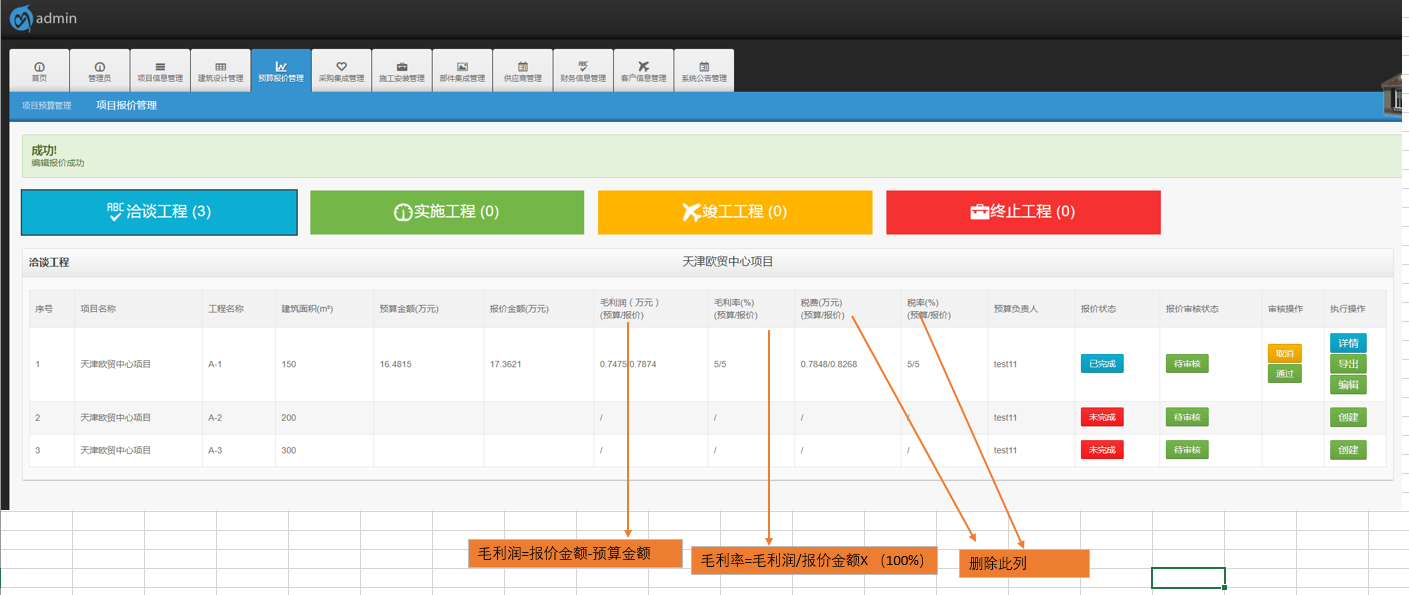 admin
首页
管理员
项目信息管理
建筑设计管理
预算报价管理
采购集成管理
施工安装管理
部件集成管理
供应商管理
财务信息管理
客户信息管理
系统公告管理
项目预算管理
项目报价管理
成功!
编辑报价成功
ABC 洽谈工程 (3)
实施工程 (0)
竣工工程 (0)
终止工程 (0)
洽谈工程
天津欧贸中心项目
序号 项目名称 工程名称 建筑面积(m²) 预算金额(万元) 报价金额(万元) 毛利润 ( 万元 ) 毛利率(%) 税费(万元) 税率(%) 预算负责人 报价状态 报价审核状态 审核操作 执行操作
(预算/报价) (预算/报价) (预算/报价) (预算/报价)
1 天津欧贸中心项目 A-1 150 16.4815 17.3621 0.7475/0.7874 5/5 0.7848/0.8268 5/5 test11 已完成 待审核 取消 通过 详情 导出 编辑
2 天津欧贸中心项目 A-2 200 / / / / test11 未完成 待审核 创建
3 天津欧贸中心项目 A-3 300 / / / / test11 未完成 待审核 创建
毛利润=报价金额-预算金额
毛利率=毛利润/报价金额X （100%）
删除此列